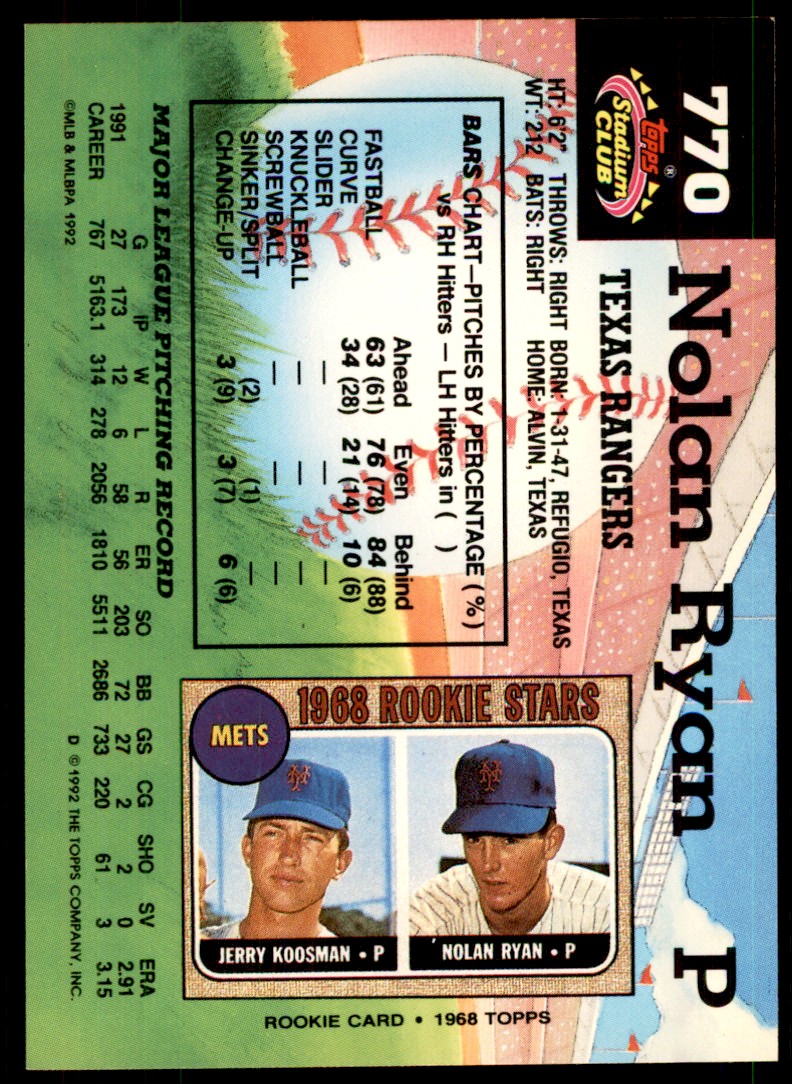 770 Nolan Ryan P
Topps®
Stadium
CLUB
TEXAS RANGERS
HT: 6'2" THROWS: RIGHT BORN: 1-31-47, REFUGIO, TEXAS
WT: 212 BATS: RIGHT HOME: ALVIN, TEXAS
BARS CHART—PITCHES BY PERCENTAGE (%)
vs RH Hitters — LH Hitters in ( )
Ahead Even Behind
FASTBALL 63 (61) 76 (78) 84 (88)
CURVE 34 (28) 21 (14) 10 (6)
SLIDER — — —
KNUCKLEBALL — — —
SCREWBALL — — —
SINKER/SPLIT (2) (1) —
CHANGE-UP 3 (9) 3 (7) 6 (6)
1968 ROOKIE STARS
METS
JERRY KOOSMAN • P
NOLAN RYAN • P
ROOKIE CARD • 1968 TOPPS
MAJOR LEAGUE PITCHING RECORD
G IP W L R ER SO BB GS CG SHO SV ERA
1991 27 173 12 6 58 56 203 72 27 2 2 0 2.91
CAREER 767 5163.1 314 278 2056 1810 5511 2686 733 220 61 3 3.15
©MLB & MLBPA 1992
D ©1992 THE TOPPS COMPANY, INC.